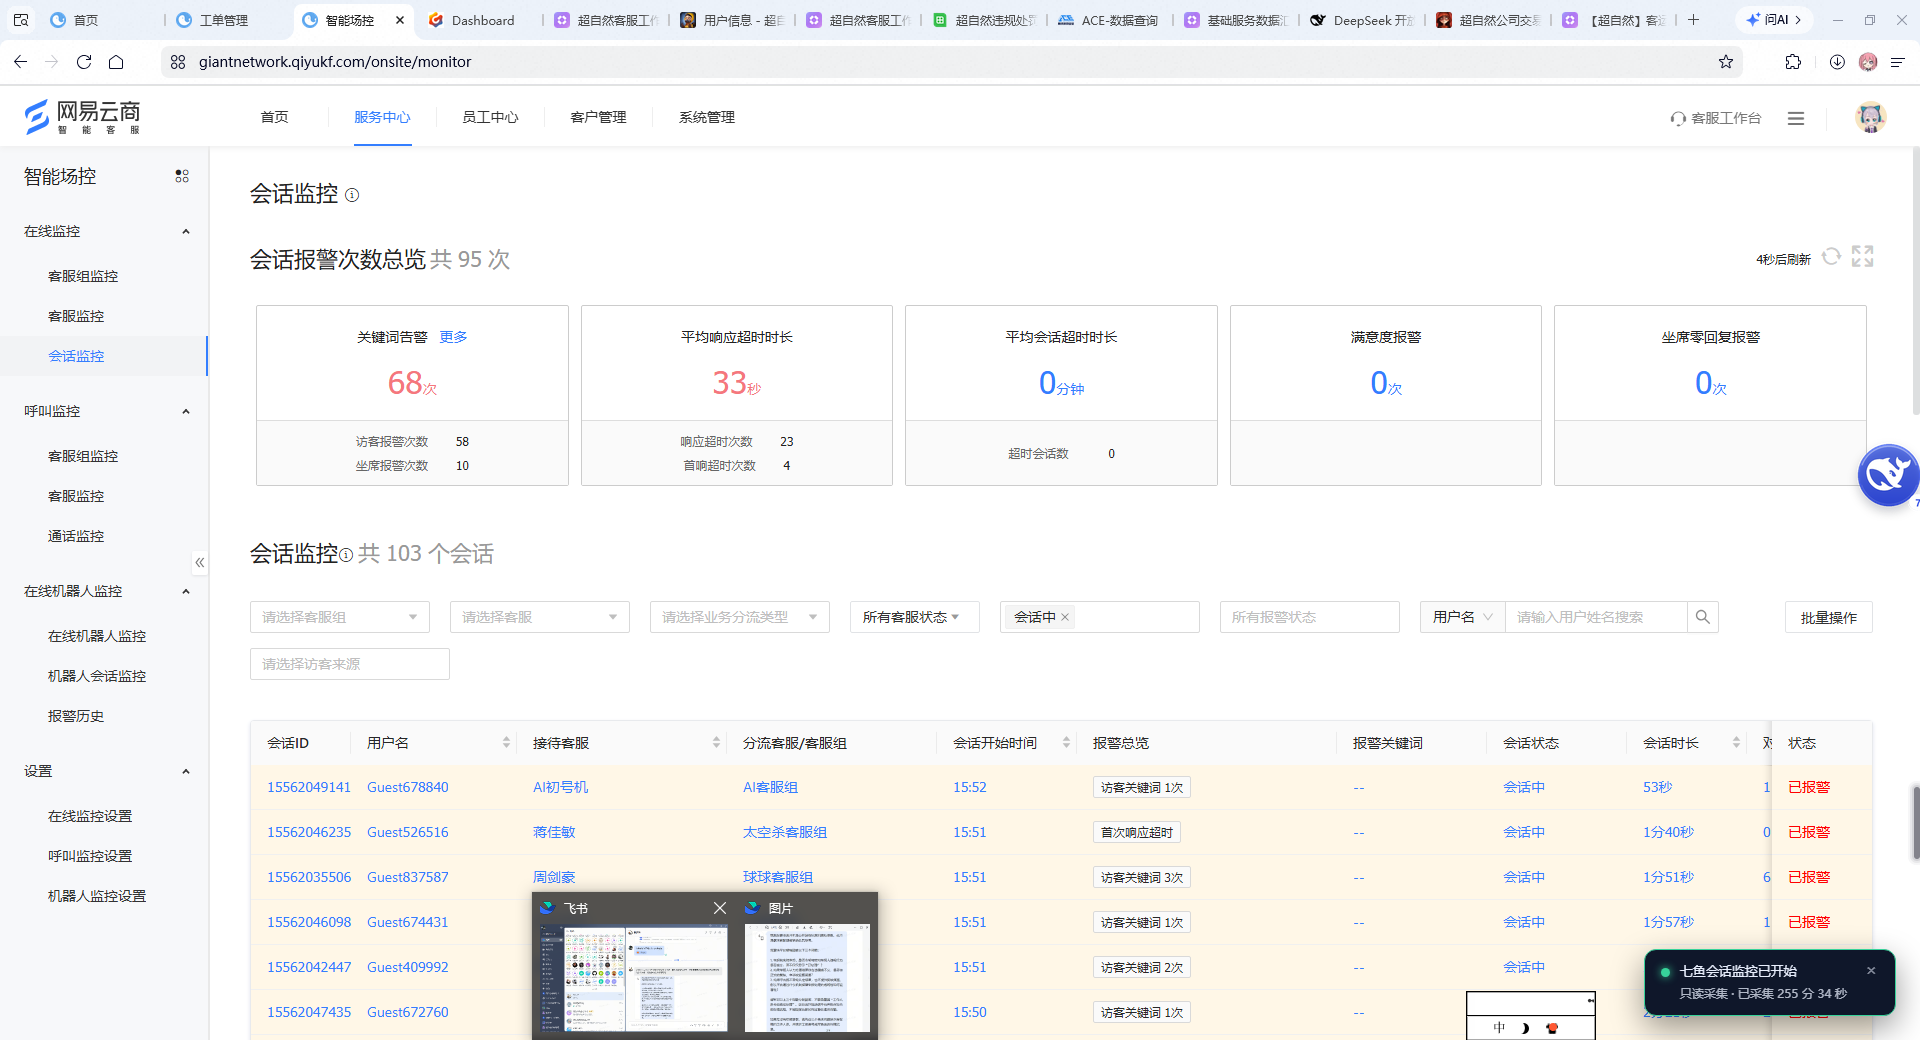 首页
工单管理
智能场控
Dashboard
超自然客服工作
用户信息 - 超自
超自然客服工作
超自然违规处罚
ACE-数据查询
基础服务数据汇
DeepSeek 开放
超自然公司交易
【超自然】客运
问AI
giantnetwork.qiyukf.com/onsite/monitor
网易云商
智能客服
首页
服务中心
员工中心
客户管理
系统管理
客服工作台
智能场控
在线监控
客服组监控
客服监控
会话监控
呼叫监控
客服组监控
客服监控
通话监控
在线机器人监控
在线机器人监控
机器人会话监控
报警历史
设置
在线监控设置
呼叫监控设置
机器人监控设置
会话监控
会话报警次数总览 共 95 次
4秒后刷新
关键词告警 更多
68次
访客报警次数 58
坐席报警次数 10
平均响应超时时长
33秒
响应超时次数 23
首响超时次数 4
平均会话超时时长
0分钟
超时会话数 0
满意度报警
0次
坐席零回复报警
0次
7
会话监控 共 103 个会话
请选择客服组
请选择客服
请选择业务分流类型
所有客服状态
会话中
所有报警状态
用户名
请输入用户姓名搜索
批量操作
请选择访客来源
会话ID 用户名 接待客服 分流客服/客服组 会话开始时间 报警总览 报警关键词 会话状态 会话时长 状态
15562049141 Guest678840 AI初号机 AI客服组 15:52 访客关键词 1次 -- 会话中 53秒 1 已报警
15562046235 Guest526516 蒋佳敏 太空杀客服组 15:51 首次响应超时 -- 会话中 1分40秒 0 已报警
15562035506 Guest837587 周剑豪 球球客服组 15:51 访客关键词 3次 -- 会话中 1分51秒 6 已报警
15562046098 Guest674431 15:51 访客关键词 1次 -- 会话中 1分57秒 1 已报警
15562042447 Guest409992 15:51 访客关键词 2次 -- 会话中
15562047435 Guest672760 15:50 访客关键词 1次 --
飞书
图片
中
七鱼会话监控已开始
只读采集 · 已采集 255 分 34 秒